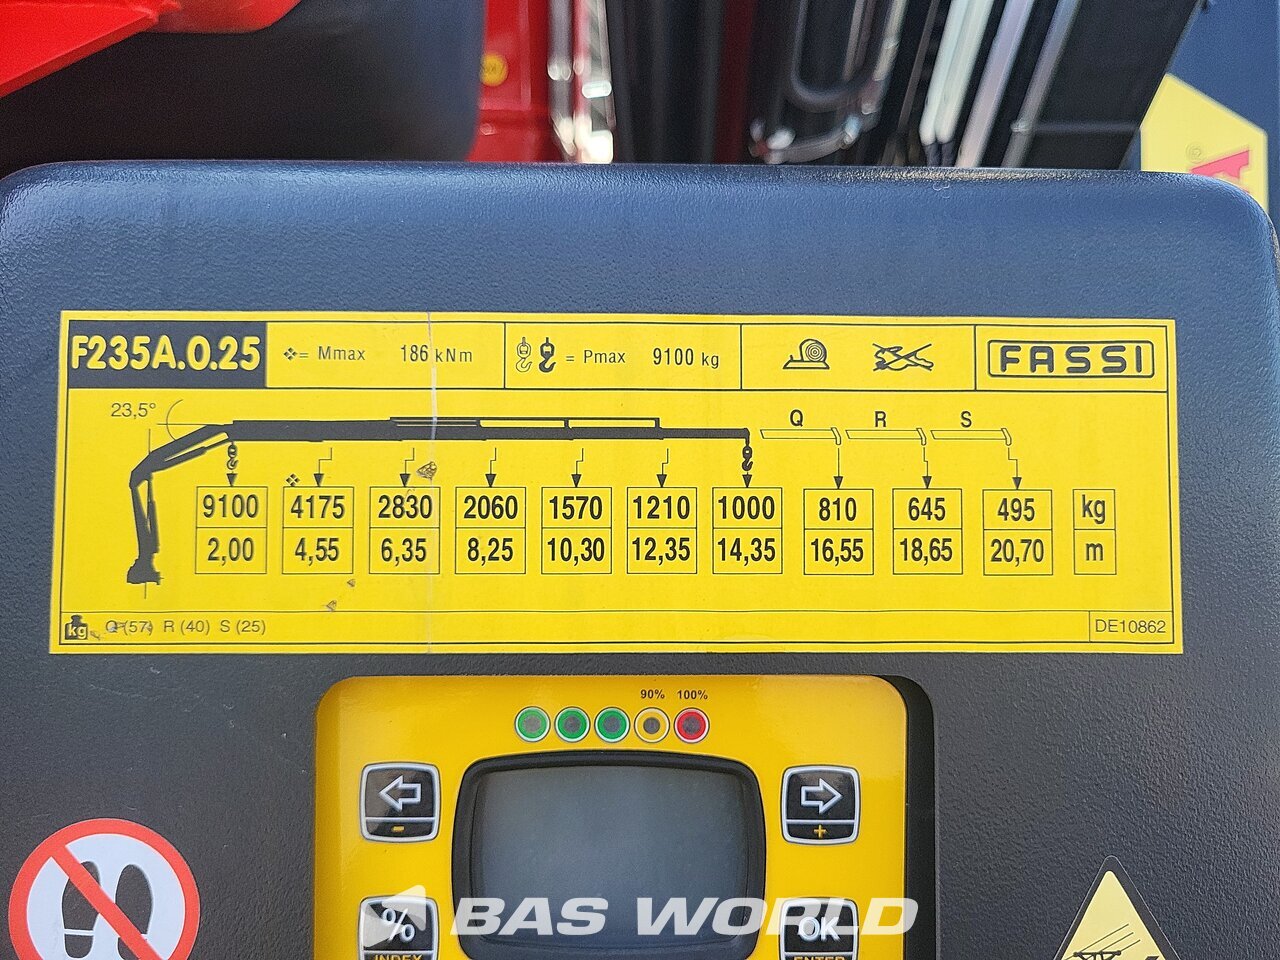 F235A.0.25 ❖= Mmax 186 kNm = Pmax 9100 kg FASSI
23,5° Q R S
❖
9100 4175 2830 2060 1570 1210 1000 810 645 495 kg
2,00 4,55 6,35 8,25 10,30 12,35 14,35 16,55 18,65 20,70 m
kg Q (57) R (40) S (25) DE10862
90% 100%
- +
BAS WORLD
% OK
INDEX ENTER